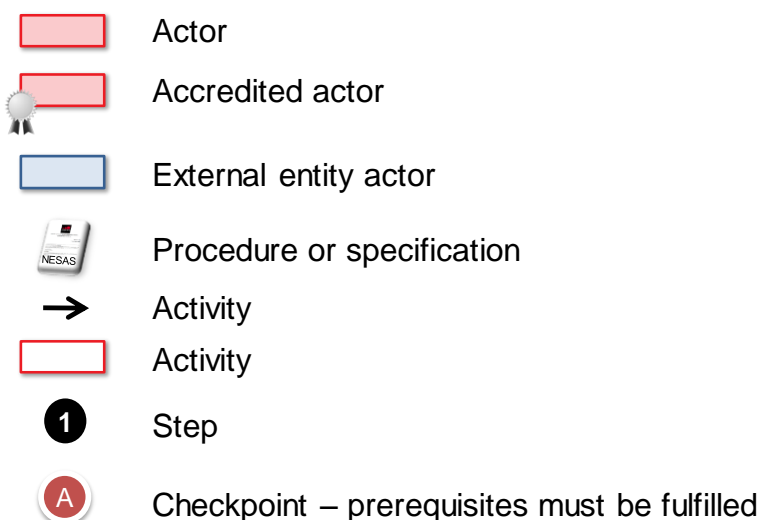 Actor
Accredited actor
External entity actor
NESAS
Procedure or specification
Activity
Activity
1
Step
A
Checkpoint – prerequisites must be fulfilled